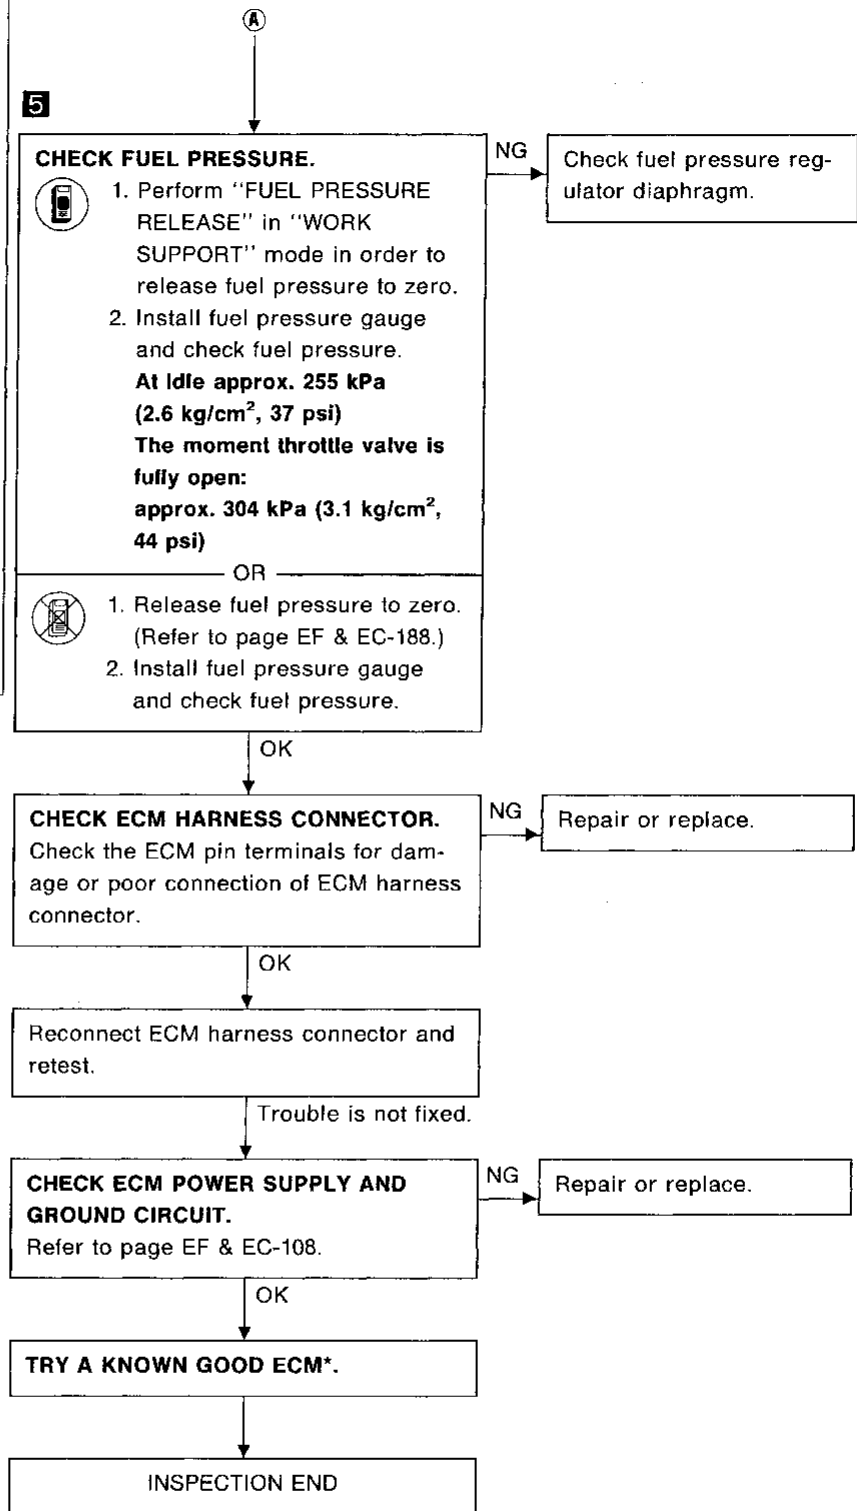 A
5
CHECK FUEL PRESSURE.
1. Perform "FUEL PRESSURE
RELEASE" in "WORK
SUPPORT" mode in order to
release fuel pressure to zero.
2. Install fuel pressure gauge
and check fuel pressure.
At idle approx. 255 kPa
(2.6 kg/cm², 37 psi)
The moment throttle valve is
fully open:
approx. 304 kPa (3.1 kg/cm²,
44 psi)
OR
1. Release fuel pressure to zero.
(Refer to page EF & EC-188.)
2. Install fuel pressure gauge
and check fuel pressure.
NG
Check fuel pressure reg-
ulator diaphragm.
OK
CHECK ECM HARNESS CONNECTOR.
Check the ECM pin terminals for dam-
age or poor connection of ECM harness
connector.
NG
Repair or replace.
OK
Reconnect ECM harness connector and
retest.
Trouble is not fixed.
CHECK ECM POWER SUPPLY AND
GROUND CIRCUIT.
Refer to page EF & EC-108.
NG
Repair or replace.
OK
TRY A KNOWN GOOD ECM*.
INSPECTION END